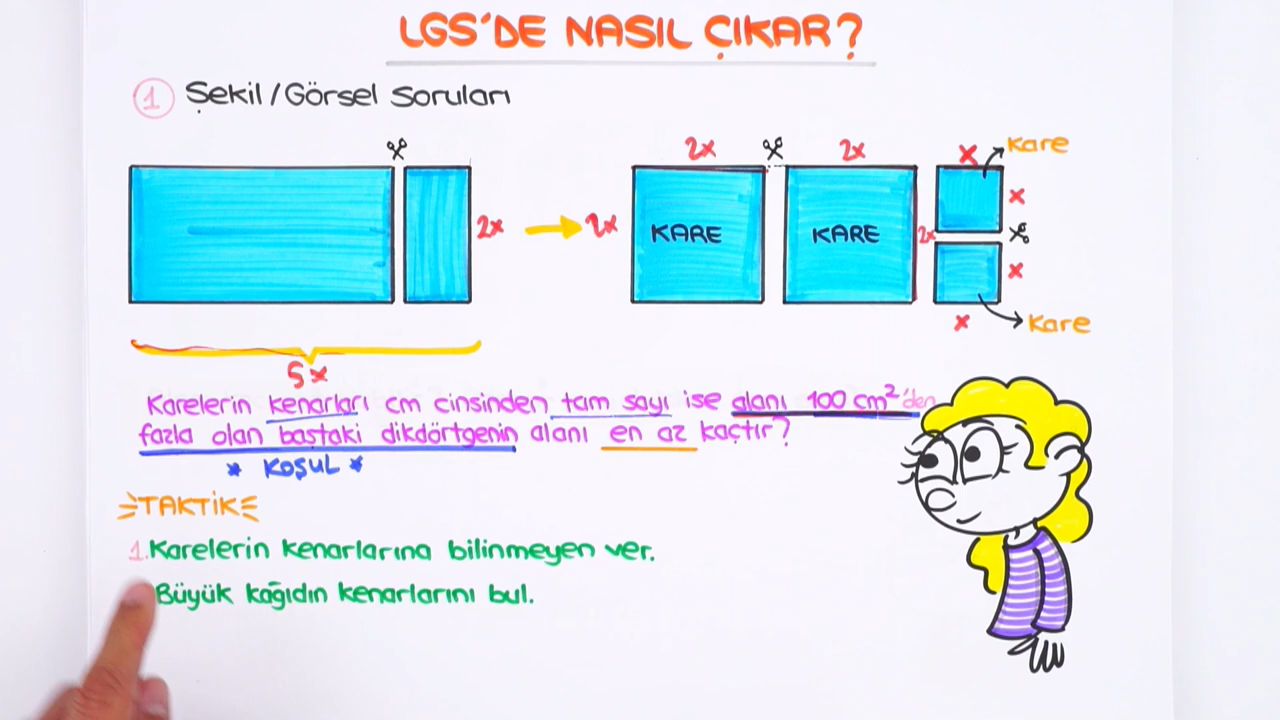 LGS'DE NASIL ÇIKAR?
1 Şekil/Görsel Soruları
2x 2x x Kare
2x 2x KARE KARE 2x x
x
x Kare
5x
Karelerin kenarları cm cinsinden tam sayı ise alanı 100 cm²'den
fazla olan baştaki dikdörtgenin alanı en az kaçtır?
* KOŞUL *
TAKTİK
1.Karelerin kenarlarına bilinmeyen ver.
Büyük kağıdın kenarlarını bul.